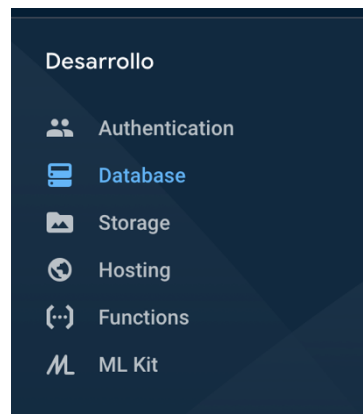 Desarrollo
Authentication
Database
Storage
Hosting
Functions
ML Kit